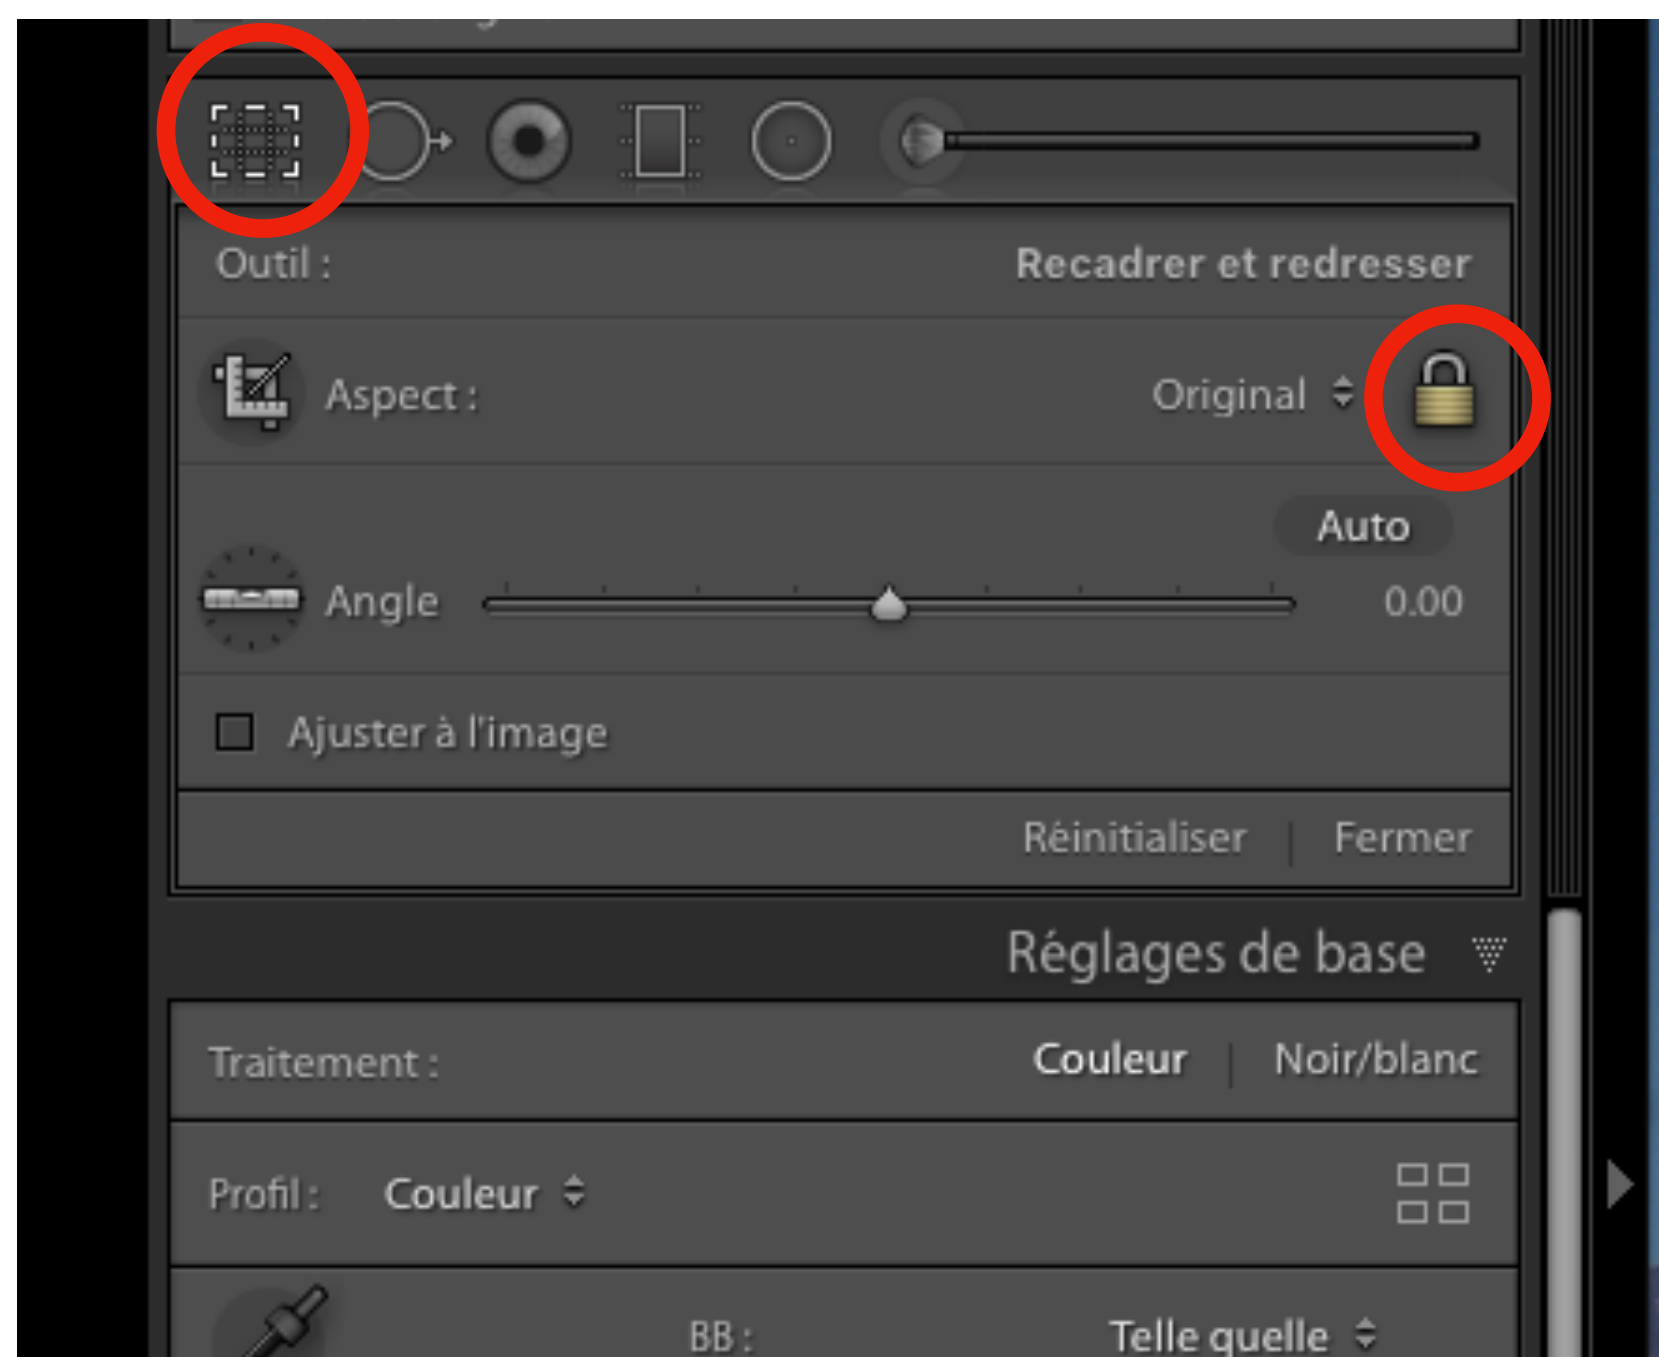 Outil : Recadrer et redresser
Aspect : Original
Auto
Angle 0.00
Ajuster à l'image
Réinitialiser Fermer
Réglages de base
Traitement : Couleur Noir/blanc
Profil : Couleur
BB : Telle quelle